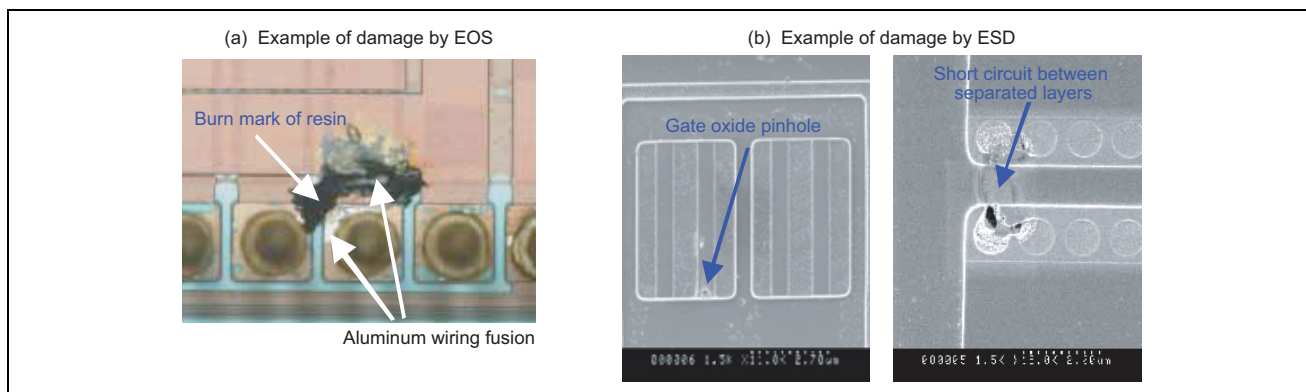 (a) Example of damage by EOS
(b) Example of damage by ESD
Burn mark of resin
Aluminum wiring fusion
Gate oxide pinhole
Short circuit between
separated layers